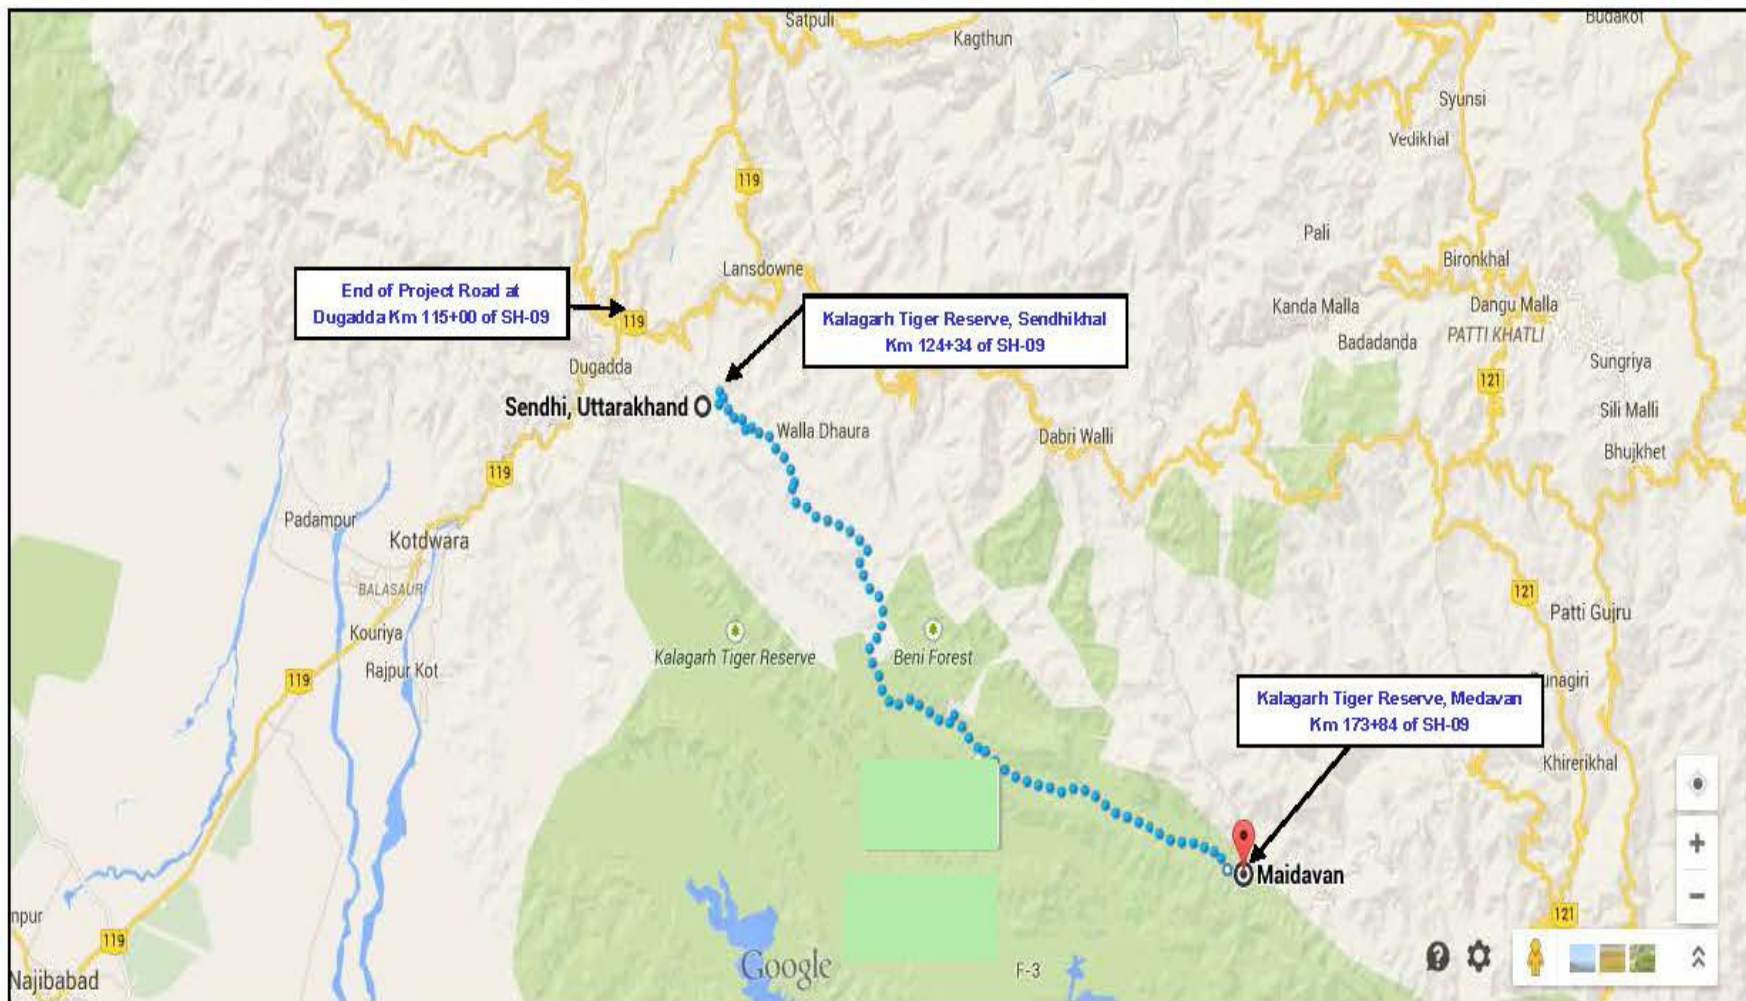 Satpuli
Budakot
Kagthun
Syunsi
Vedikhal
119
Pali
Bironkhal
Lansdowne
End of Project Road at
Dugadda Km 115+00 of SH-09
Kalagarh Tiger Reserve, Sendhikhal
Km 124+34 of SH-09
Kanda Malla
Dangu Malla
119
Badadanda
PATTI KHATLI
Sungriya
Dugadda
121
Sendhi, Uttarakhand
Sili Malli
Walla Dhaura
Dabri Walli
Bhujkhet
119
Padampur
Kotdwara
BALASAURI
121
Patti Gujru
Kouriya
Kalagarh Tiger Reserve
Beni Forest
Rajpur Kot
119
unagiri
Kalagarh Tiger Reserve, Medavan
Km 173+84 of SH-09
Khirerikhal
Maidavan
npur
119
121
Najibabad
Google
F-3